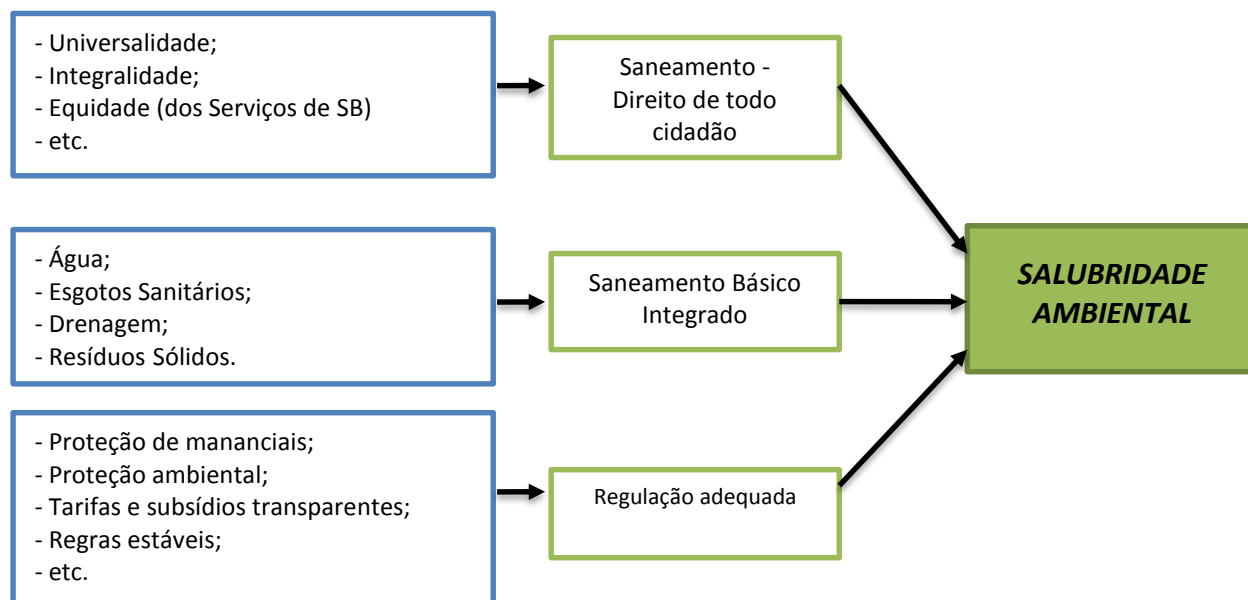 - Universalidade;
- Integralidade;
- Equidade (dos Serviços de SB)
- etc.
Saneamento -
Direito de todo
cidadão
- Água;
- Esgotos Sanitários;
- Drenagem;
- Resíduos Sólidos.
Saneamento Básico
Integrado
SALUBRIDADE
AMBIENTAL
- Proteção de mananciais;
- Proteção ambiental;
- Tarifas e subsídios transparentes;
- Regras estáveis;
- etc.
Regulação adequada